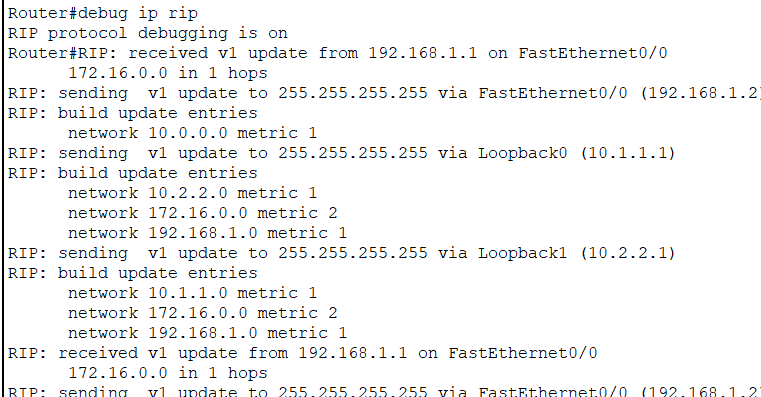 Router#debug ip rip
RIP protocol debugging is on
Router#RIP: received v1 update from 192.168.1.1 on FastEthernet0/0
172.16.0.0 in 1 hops
RIP: sending  v1 update to 255.255.255.255 via FastEthernet0/0 (192.168.1.2)
RIP: build update entries
network 10.0.0.0 metric 1
RIP: sending  v1 update to 255.255.255.255 via Loopback0 (10.1.1.1)
RIP: build update entries
network 10.2.2.0 metric 1
network 172.16.0.0 metric 2
network 192.168.1.0 metric 1
RIP: sending  v1 update to 255.255.255.255 via Loopback1 (10.2.2.1)
RIP: build update entries
network 10.1.1.0 metric 1
network 172.16.0.0 metric 2
network 192.168.1.0 metric 1
RIP: received v1 update from 192.168.1.1 on FastEthernet0/0
172.16.0.0 in 1 hops
RIP: sending  v1 update to 255.255.255.255 via FastEthernet0/0 (192.168.1.2)